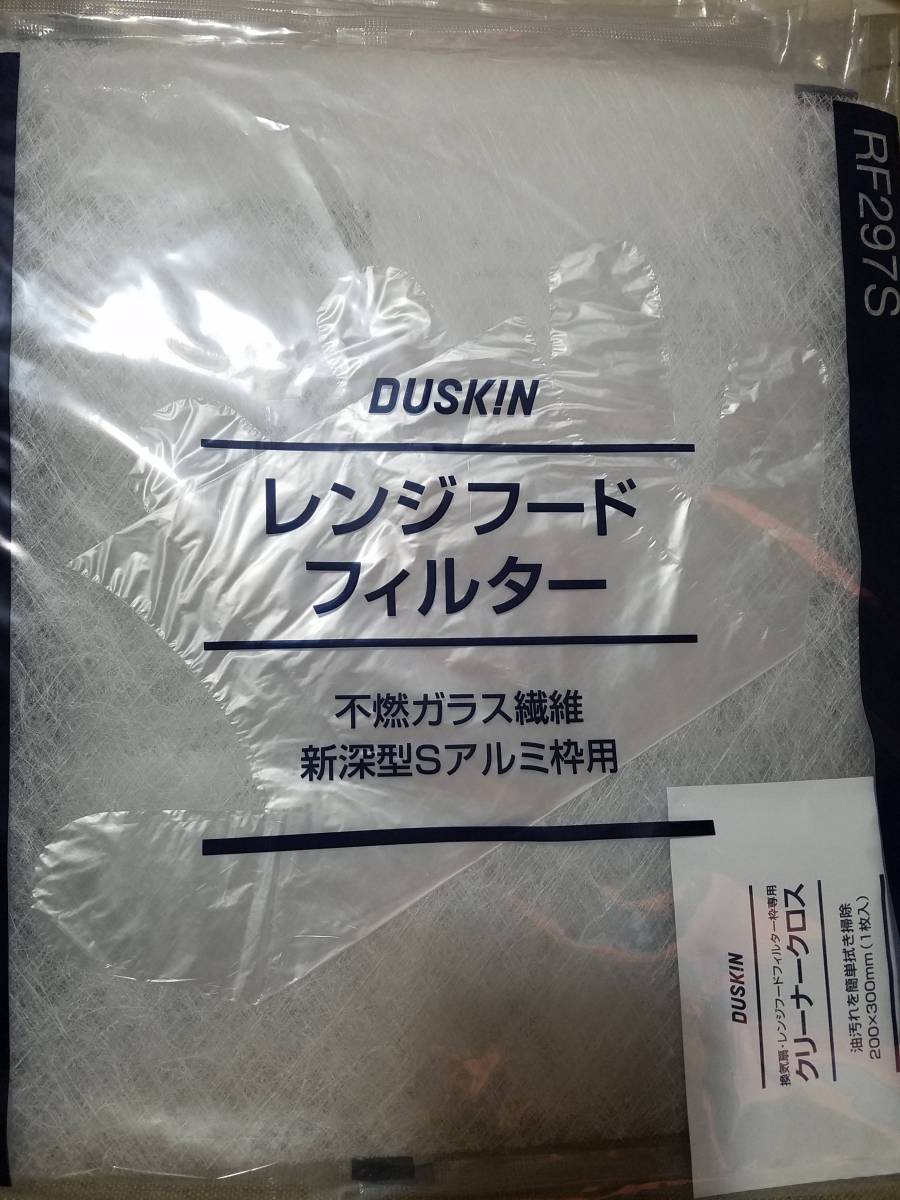 RF297S
DUSKIN
レンジフード
フィルター
不燃ガラス繊維
新深型Sアルミ枠用
DUSKIN
換気扇・レンジフードフィルター枠専用
クリーナークロス
油汚れを簡単拭き掃除
200×300mm(1枚入)